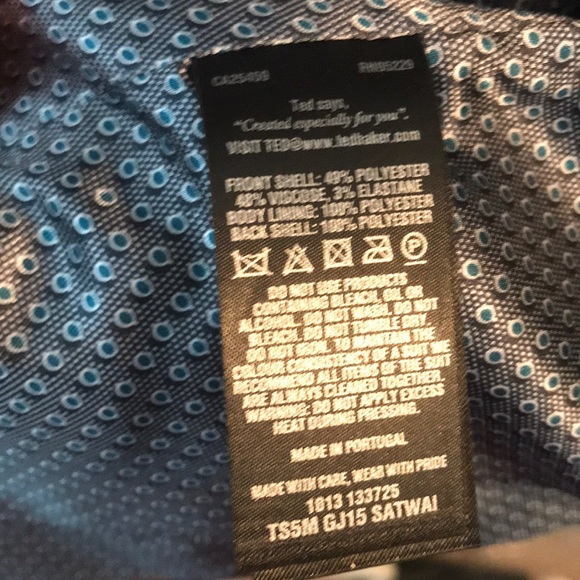 CA25459 RN95229
Ted says,
"Created especially for you".
VISIT TED@www.tedbaker.com
FRONT SHELL: 49% POLYESTER
48% VISCOSE, 3% ELASTANE
BODY LINING: 100% POLYESTER
BACK SHELL: 100% POLYESTER
P
DO NOT USE PRODUCTS
CONTAINING BLEACH, OIL OR
ALCOHOL. DO NOT WASH. DO NOT
BLEACH. DO NOT TUMBLE DRY
DO NOT IRON. TO MAINTAIN THE
COLOUR CONSISTENCY OF A SUIT WE
RECOMMEND ALL ITEMS OF THE SUIT
ARE ALWAYS CLEANED TOGETHER
WARNING: DO NOT APPLY EXCESS
HEAT DURING PRESSING.
MADE IN PORTUGAL
MADE WITH CARE, WEAR WITH PRIDE
1013 133725
TS5M GJ15 SATWAI